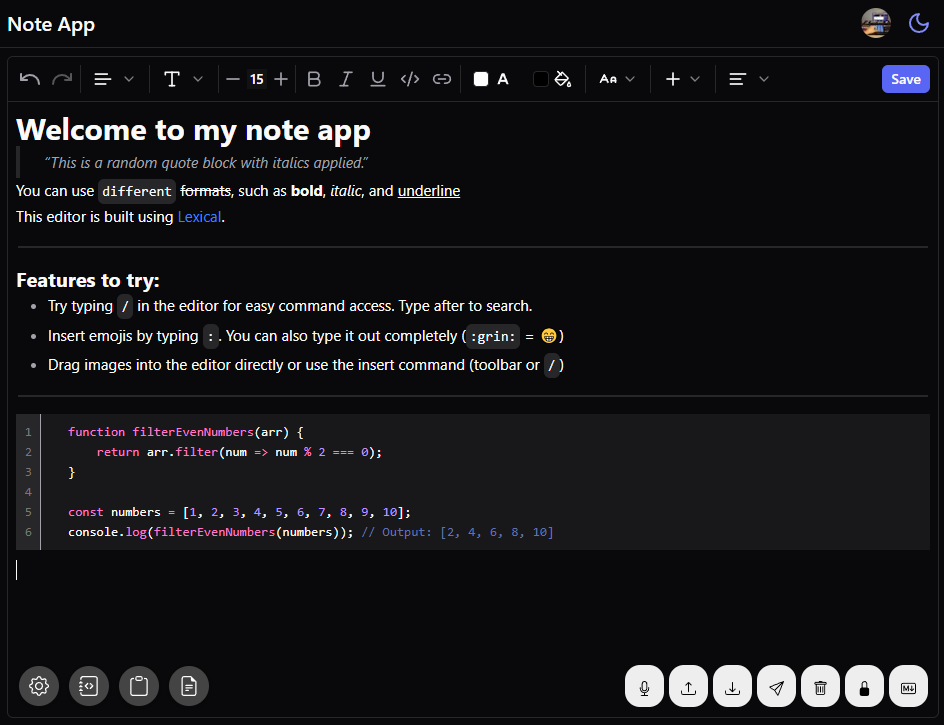 Note App
15 B I U </> A AA Save
Welcome to my note app
“This is a random quote block with italics applied.”
You can use different formats, such as bold, italic, and underline
This editor is built using Lexical.
Features to try:
• Try typing / in the editor for easy command access. Type after to search.
• Insert emojis by typing : . You can also type it out completely (:grin: = 😁)
• Drag images into the editor directly or use the insert command (toolbar or /)
1 function filterEvenNumbers(arr) {
2     return arr.filter(num => num % 2 === 0);
3 }
4
5 const numbers = [1, 2, 3, 4, 5, 6, 7, 8, 9, 10];
6 console.log(filterEvenNumbers(numbers)); // Output: [2, 4, 6, 8, 10]